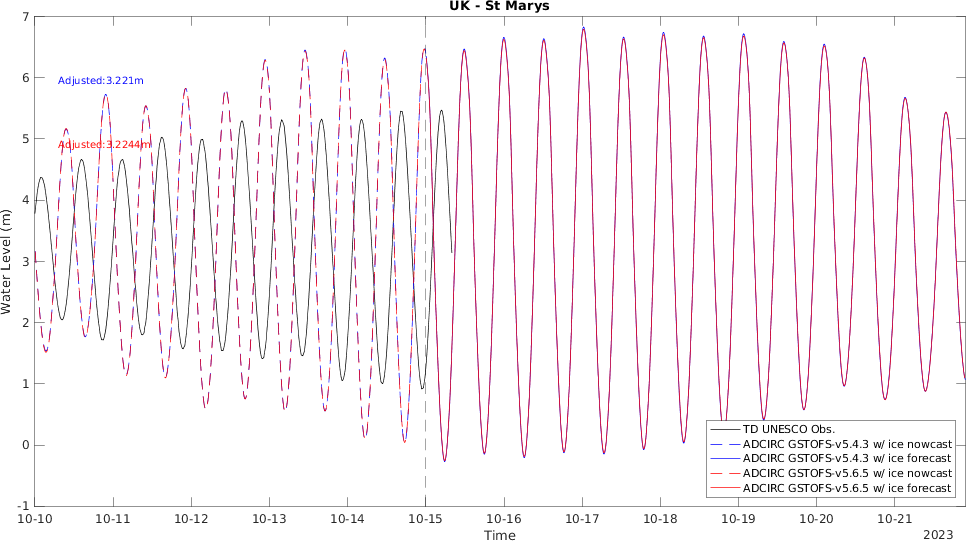 UK - St Marys
7
6
5
4
3
2
1
0
-1
Water Level (m)
Adjusted:3.221m
Adjusted:3.2244m
TD UNESCO Obs.
ADCIRC GSTOFS-v5.4.3 w/ ice nowcast
ADCIRC GSTOFS-v5.4.3 w/ ice forecast
ADCIRC GSTOFS-v5.6.5 w/ ice nowcast
ADCIRC GSTOFS-v5.6.5 w/ ice forecast
10-10 10-11 10-12 10-13 10-14 10-15 10-16 10-17 10-18 10-19 10-20 10-21
Time
2023